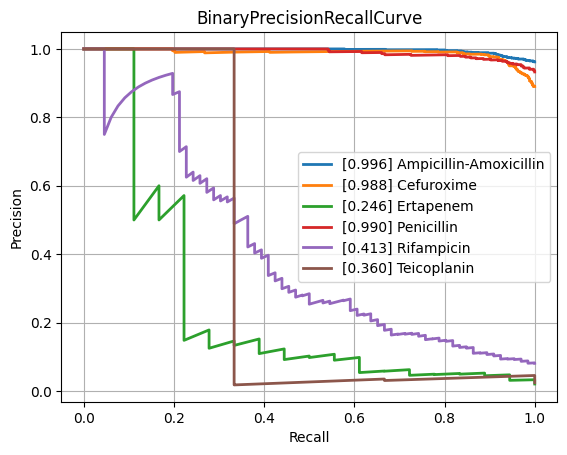 BinaryPrecisionRecallCurve
Precision
1.0
0.8
0.6
0.4
0.2
0.0
[0.996] Ampicillin-Amoxicillin
[0.988] Cefuroxime
[0.246] Ertapenem
[0.990] Penicillin
[0.413] Rifampicin
[0.360] Teicoplanin
0.0 0.2 0.4 0.6 0.8 1.0
Recall